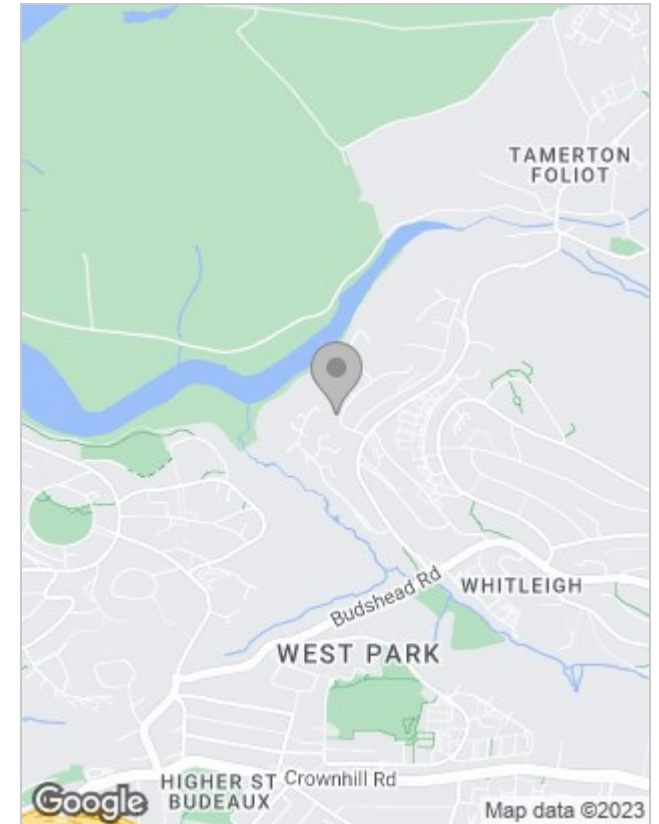 TAMERTON
FOLIOT
Budshead Rd
WHITLEIGH
WEST PARK
HIGHER ST
BUDEAUX
Crownhill Rd
Google
Map data ©2023